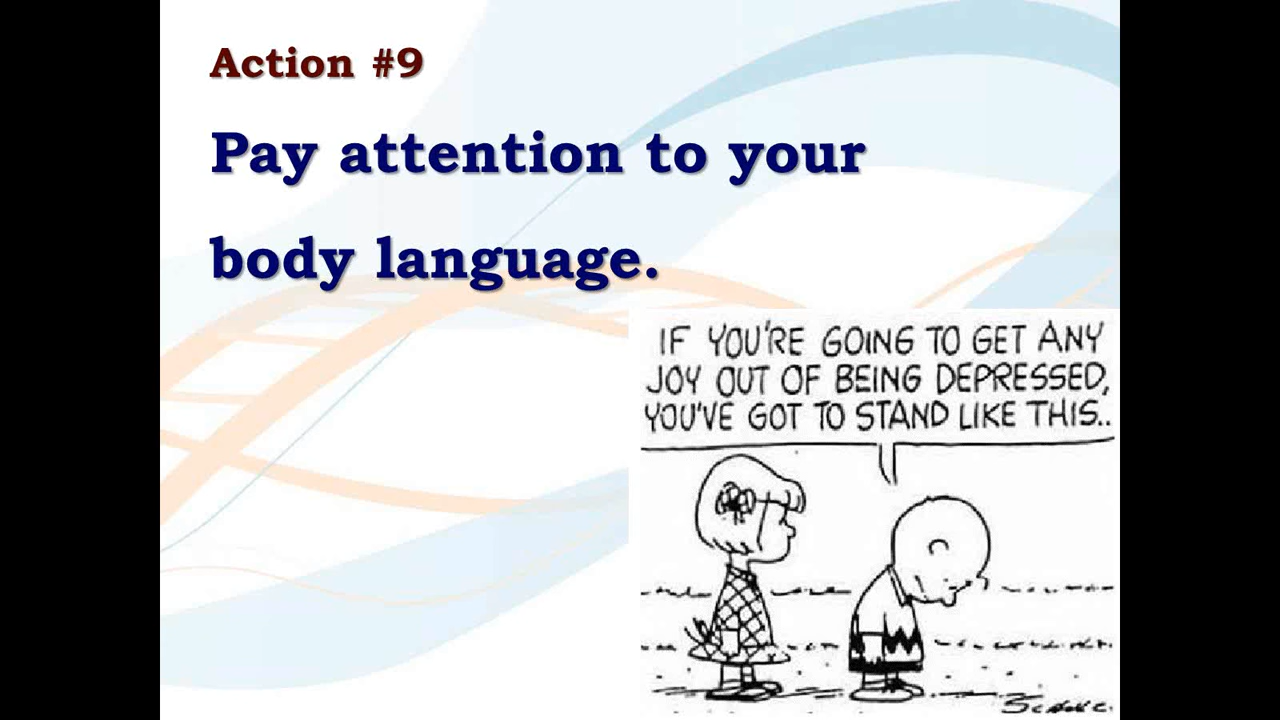 Action #9
Pay attention to your
body language.
IF YOU'RE GOING TO GET ANY
JOY OUT OF BEING DEPRESSED,
YOU'VE GOT TO STAND LIKE THIS..